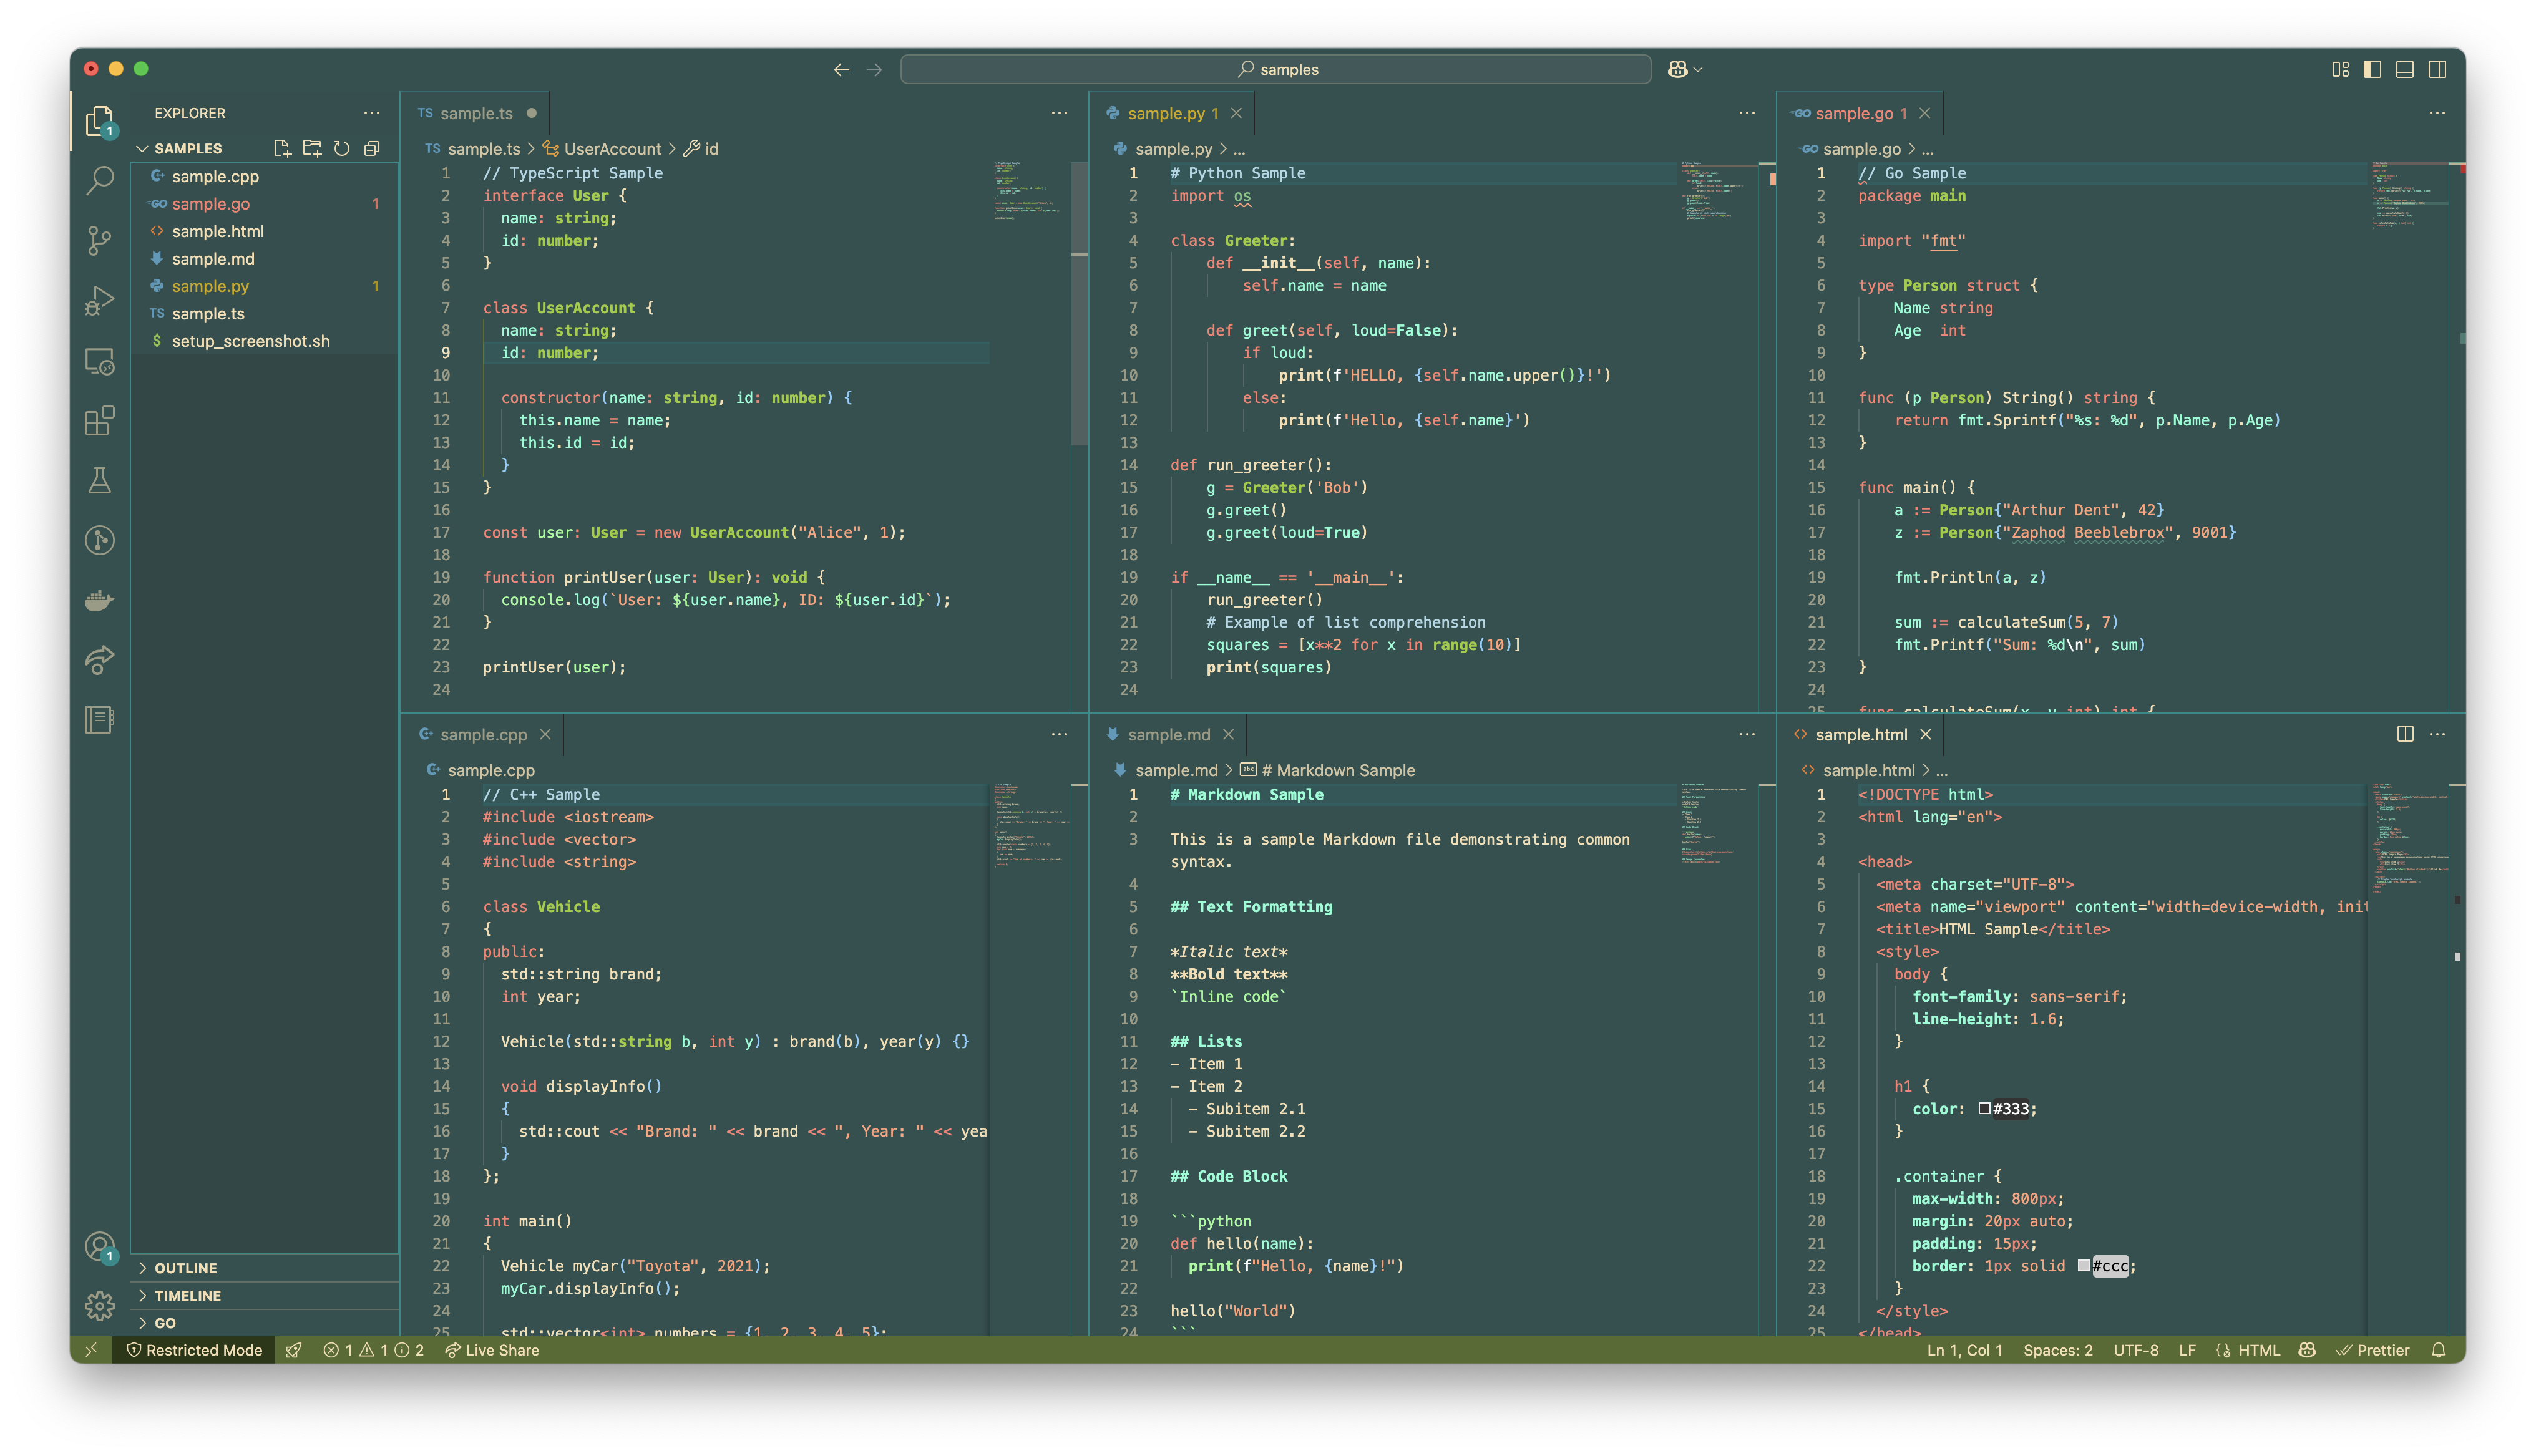 samples
EXPLORER
SAMPLES
sample.cpp
sample.go 1
sample.html
sample.md
sample.py 1
TS sample.ts
$ setup_screenshot.sh
OUTLINE
TIMELINE
GO
1
1
TS sample.ts
TS sample.ts > UserAccount > id
1 // TypeScript Sample
2 interface User {
3 name: string;
4 id: number;
5 }
6
7 class UserAccount {
8 name: string;
9 id: number;
10
11 constructor(name: string, id: number) {
12 this.name = name;
13 this.id = id;
14 }
15 }
16
17 const user: User = new UserAccount("Alice", 1);
18
19 function printUser(user: User): void {
20 console.log(`User: ${user.name}, ID: ${user.id}`);
21 }
22
23 printUser(user);
24
sample.py 1
sample.py > ...
1 # Python Sample
2 import os
3
4 class Greeter:
5 def __init__(self, name):
6 self.name = name
7
8 def greet(self, loud=False):
9 if loud:
10 print(f'HELLO, {self.name.upper()}!')
11 else:
12 print(f'Hello, {self.name}')
13
14 def run_greeter():
15 g = Greeter('Bob')
16 g.greet()
17 g.greet(loud=True)
18
19 if __name__ == '__main__':
20 run_greeter()
21 # Example of list comprehension
22 squares = [x**2 for x in range(10)]
23 print(squares)
24
GO sample.go 1
GO sample.go > ...
1 // Go Sample
2 package main
3
4 import "fmt"
5
6 type Person struct {
7 Name string
8 Age int
9 }
10
11 func (p Person) String() string {
12 return fmt.Sprintf("%s: %d", p.Name, p.Age)
13 }
14
15 func main() {
16 a := Person{"Arthur Dent", 42}
17 z := Person{"Zaphod Beeblebrox", 9001}
18
19 fmt.Println(a, z)
20
21 sum := calculateSum(5, 7)
22 fmt.Printf("Sum: %d\n", sum)
23 }
24
25 func calculateSum(x, y int) int {
sample.cpp
sample.cpp
1 // C++ Sample
2 #include <iostream>
3 #include <vector>
4 #include <string>
5
6 class Vehicle
7 {
8 public:
9 std::string brand;
10 int year;
11
12 Vehicle(std::string b, int y) : brand(b), year(y) {}
13
14 void displayInfo()
15 {
16 std::cout << "Brand: " << brand << ", Year: " << yea
17 }
18 };
19
20 int main()
21 {
22 Vehicle myCar("Toyota", 2021);
23 myCar.displayInfo();
24
25 std::vector<int> numbers = {1, 2, 3, 4, 5};
sample.md
sample.md > abc # Markdown Sample
1 # Markdown Sample
2
3 This is a sample Markdown file demonstrating common
syntax.
4
5 ## Text Formatting
6
7 *Italic text*
8 **Bold text**
9 `Inline code`
10
11 ## Lists
12 - Item 1
13 - Item 2
14 - Subitem 2.1
15 - Subitem 2.2
16
17 ## Code Block
18
19 ```python
20 def hello(name):
21 print(f"Hello, {name}!")
22
23 hello("World")
24 ```
sample.html
sample.html > ...
1 <!DOCTYPE html>
2 <html lang="en">
3
4 <head>
5 <meta charset="UTF-8">
6 <meta name="viewport" content="width=device-width, init
7 <title>HTML Sample</title>
8 <style>
9 body {
10 font-family: sans-serif;
11 line-height: 1.6;
12 }
13
14 h1 {
15 color: #333;
16 }
17
18 .container {
19 max-width: 800px;
20 margin: 20px auto;
21 padding: 15px;
22 border: 1px solid #ccc;
23 }
24 </style>
25 </head>
Restricted Mode 1 1 2 Live Share
Ln 1, Col 1 Spaces: 2 UTF-8 LF HTML Prettier